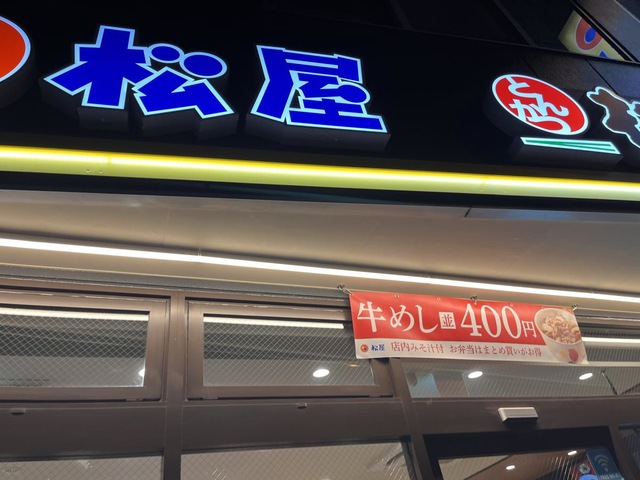 松屋
とんかつ
牛めし 並 400円
松屋 店内みそ汁付 お弁当はまとめ買いがお得